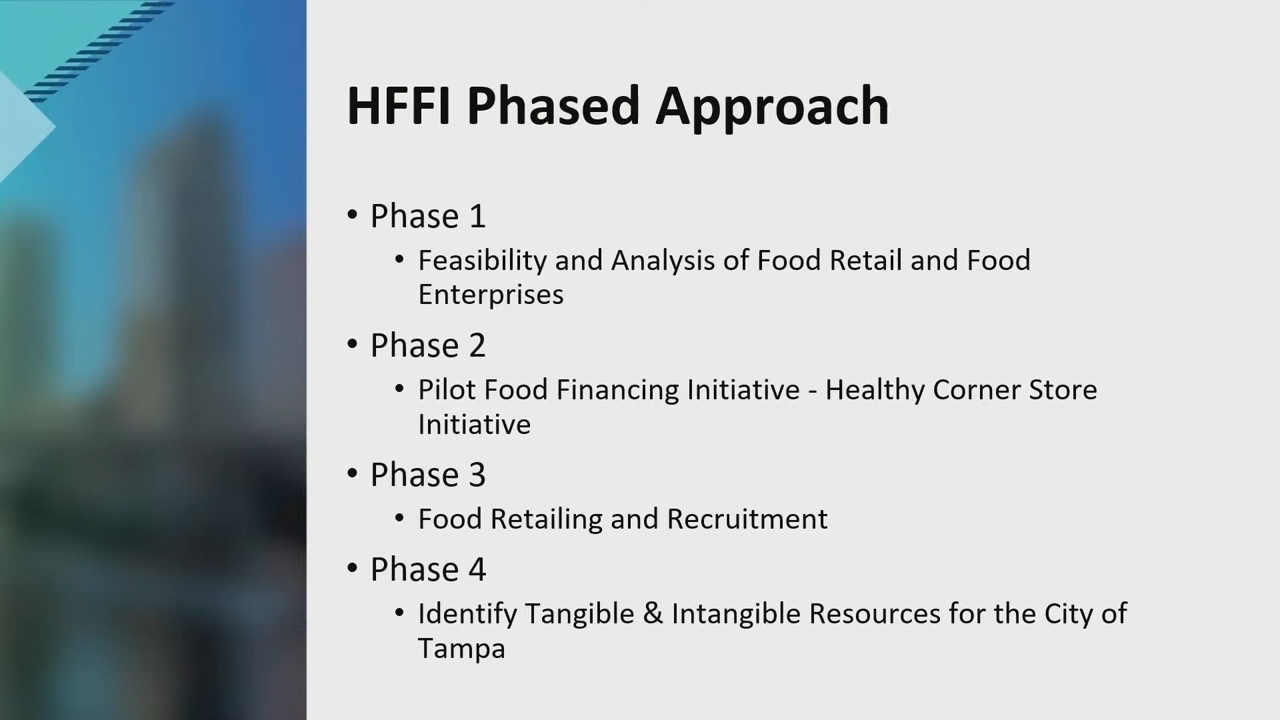 HFFI Phased Approach
• Phase 1
• Feasibility and Analysis of Food Retail and Food
Enterprises
• Phase 2
• Pilot Food Financing Initiative - Healthy Corner Store
Initiative
• Phase 3
• Food Retailing and Recruitment
• Phase 4
• Identify Tangible & Intangible Resources for the City of
Tampa